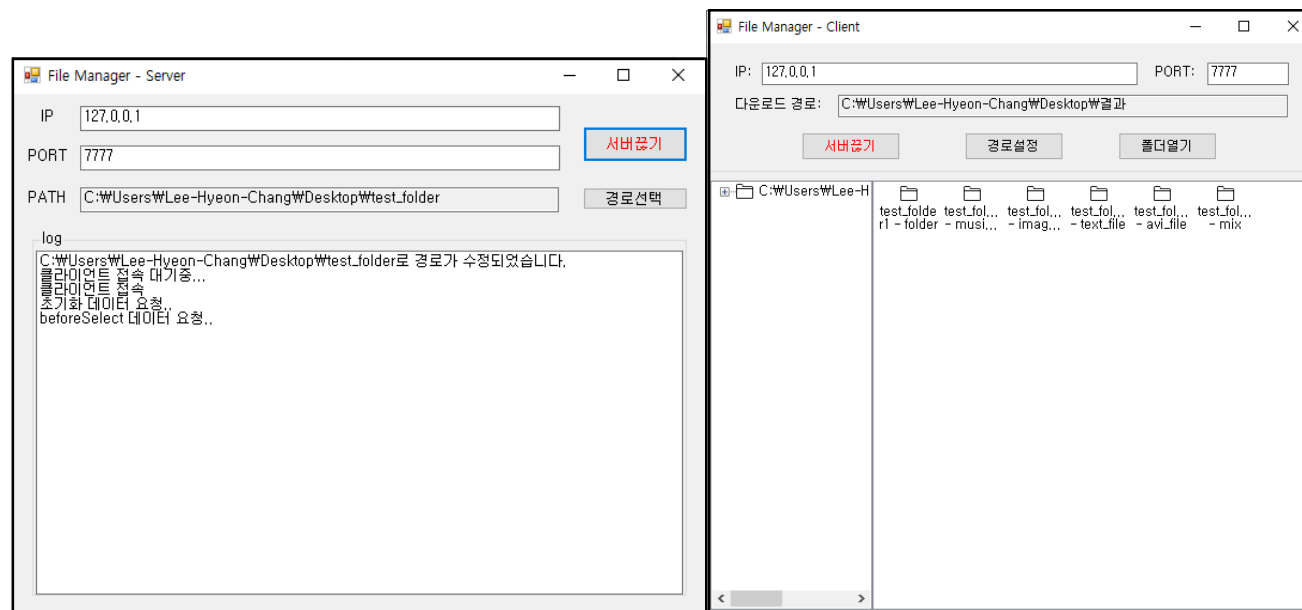 File Manager - Server
IP 127,0,0,1
PORT 7777
서버끊기
PATH C:₩Users₩Lee-Hyeon-Chang₩Desktop₩test_folder
경로선택
log
C:₩Users₩Lee-Hyeon-Chang₩Desktop₩test_folder로 경로가 수정되었습니다.
클라이언트 접속 대기중...
클라이언트 접속
초기화 데이터 요청,,
beforeSelect 데이터 요청,,
File Manager - Client
IP: 127,0,0,1 PORT: 7777
다운로드 경로: C:₩Users₩Lee-Hyeon-Chang₩Desktop₩결과
서버끊기 경로설정 폴더열기
C:₩Users₩Lee-H
test_folde test_fol... test_fol... test_fol... test_fol... test_fol...
r1 - folder - musi... - imag... - text_file - avi_file - mix